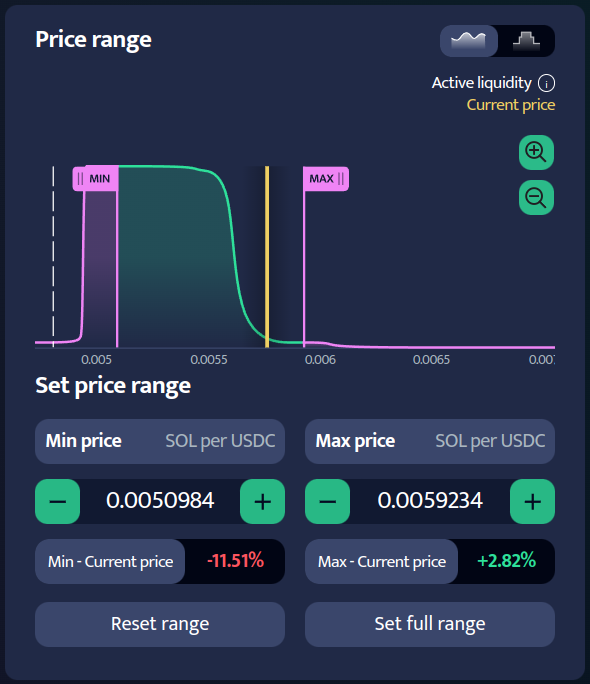 Price range
Active liquidity
Current price
MIN
MAX
0.005 0.0055 0.006 0.0065 0.007
Set price range
Min price SOL per USDC
Max price SOL per USDC
− 0.0050984 +
− 0.0059234 +
Min - Current price -11.51%
Max - Current price +2.82%
Reset range
Set full range